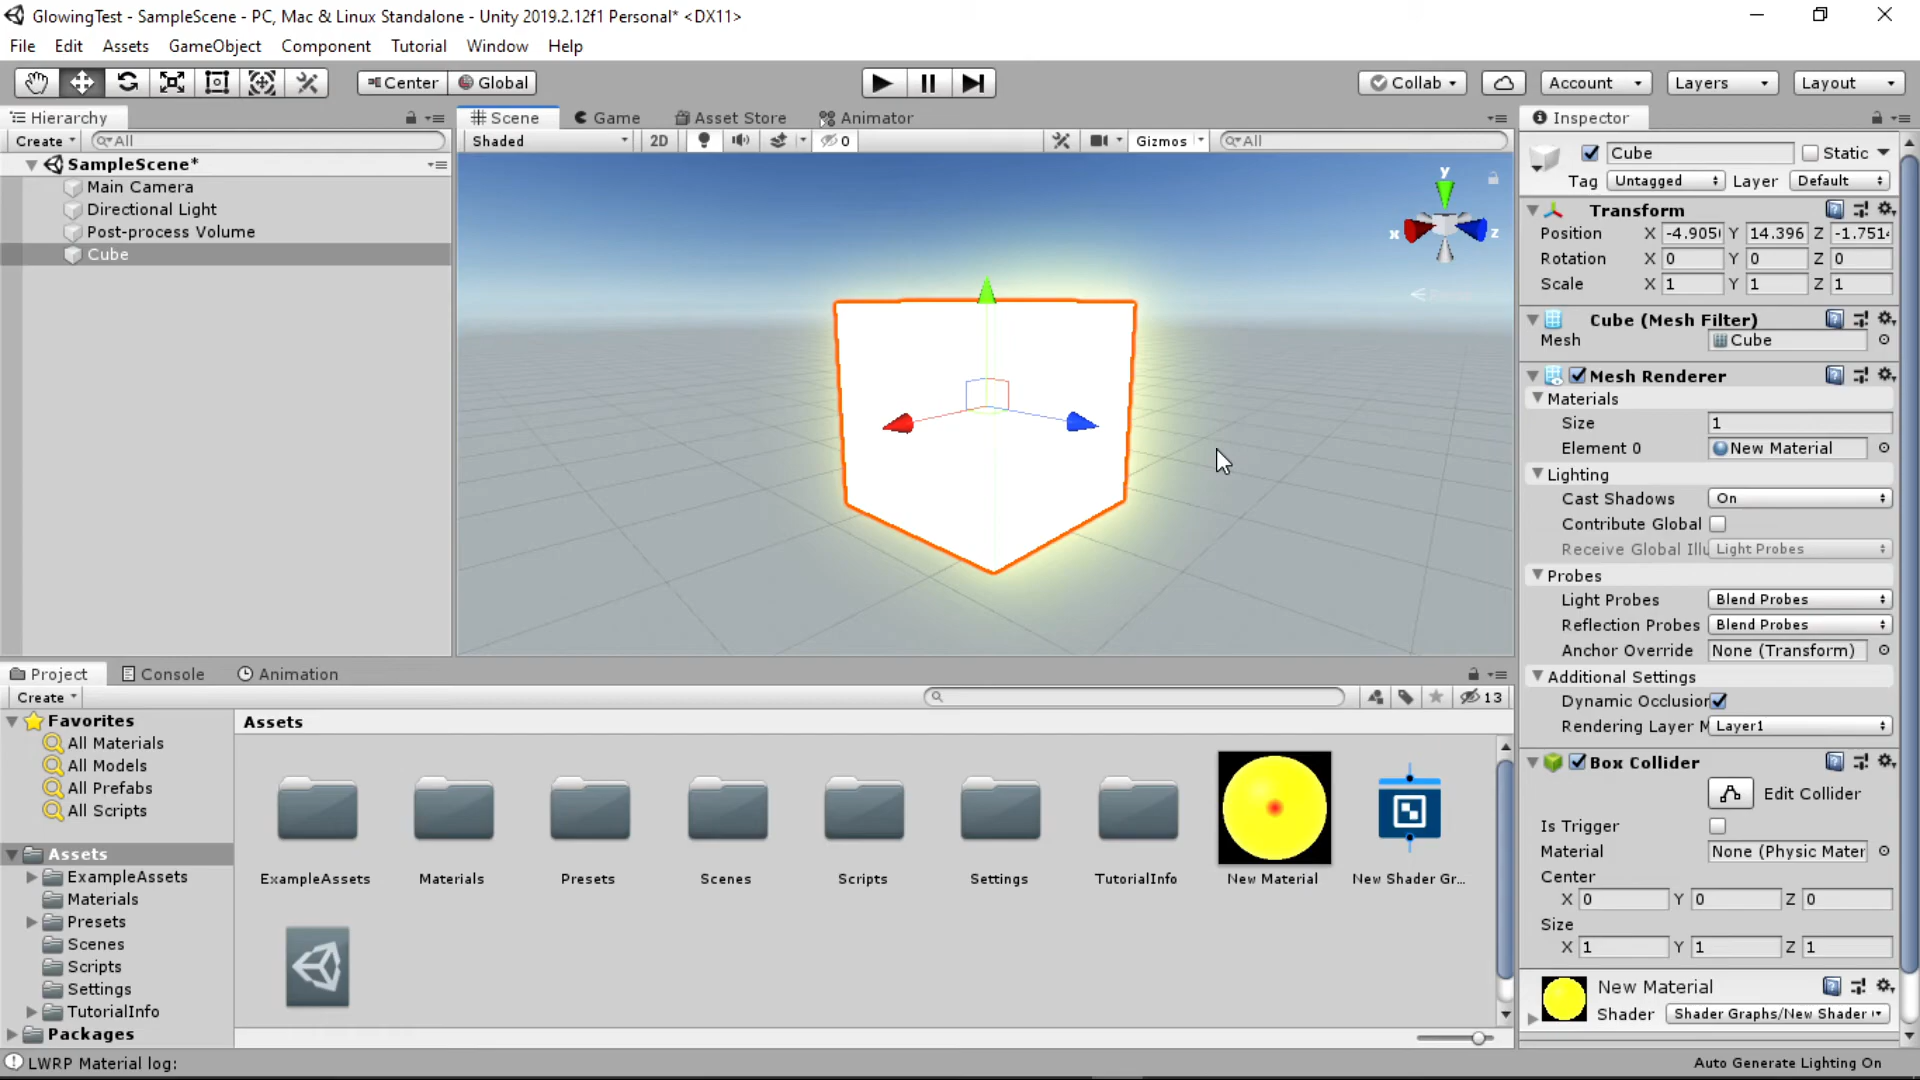 GlowingTest - SampleScene - PC, Mac & Linux Standalone - Unity 2019.2.12f1 Personal* <DX11>
File Edit Assets GameObject Component Tutorial Window Help
Center Global Collab Account Layers Layout
Hierarchy
Create All
SampleScene*
Main Camera
Directional Light
Post-process Volume
Cube
Scene Game Asset Store Animator
Shaded 2D 0 Gizmos All
y
x
z
Inspector
Cube Static
Tag Untagged Layer Default
Transform
Position X -4.905 Y 14.396 Z -1.751
Rotation X 0 Y 0 Z 0
Scale X 1 Y 1 Z 1
Cube (Mesh Filter)
Mesh Cube
Mesh Renderer
Materials
Size 1
Element 0 New Material
Lighting
Cast Shadows On
Contribute Global
Receive Global Illu Light Probes
Probes
Light Probes Blend Probes
Reflection Probes Blend Probes
Anchor Override None (Transform)
Additional Settings
Dynamic Occlusion
Rendering Layer M Layer1
Box Collider
Edit Collider
Is Trigger
Material None (Physic Mater
Center
X 0 Y 0 Z 0
Size
X 1 Y 1 Z 1
New Material
Shader Shader Graphs/New Shader
Project Console Animation
Create 13
Favorites
All Materials
All Models
All Prefabs
All Scripts
Assets
ExampleAssets
Materials
Presets
Scenes
Scripts
Settings
TutorialInfo
Packages
Assets
ExampleAssets Materials Presets Scenes Scripts Settings TutorialInfo New Material New Shader Gr...
LWRP Material log:
Auto Generate Lighting On